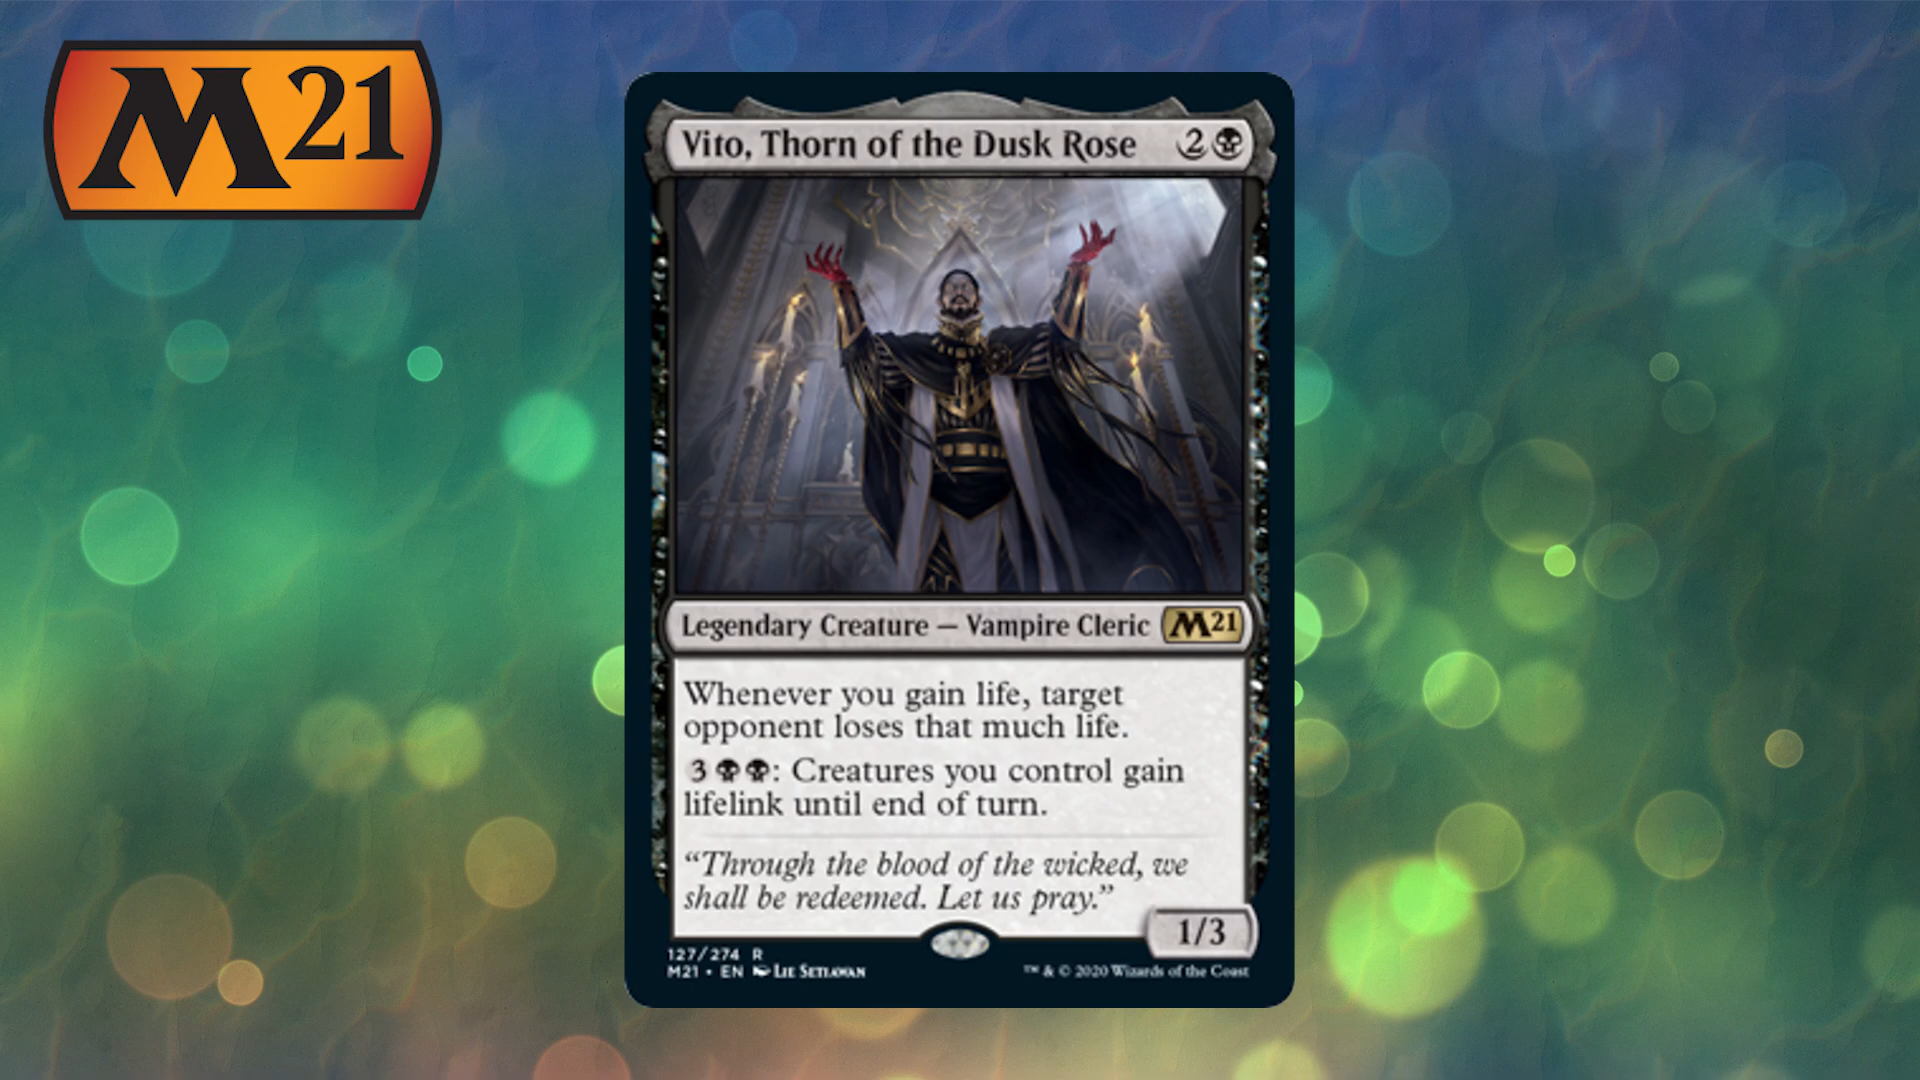 M21
Vito, Thorn of the Dusk Rose 2
Legendary Creature — Vampire Cleric M21
Whenever you gain life, target
opponent loses that much life.
3: Creatures you control gain
lifelink until end of turn.
“Through the blood of the wicked, we
shall be redeemed. Let us pray.”
1/3
127/274 R
M21 • EN Lie Setiawan
™ & © 2020 Wizards of the Coast